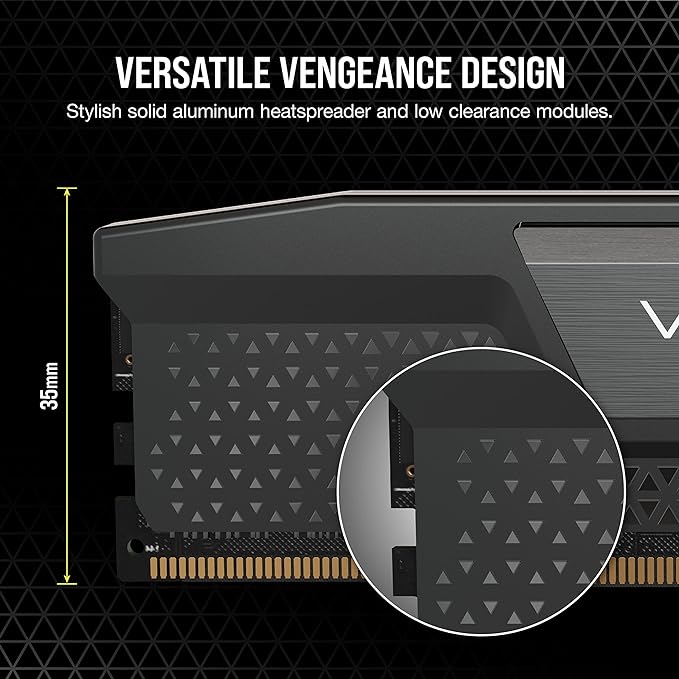 VERSATILE VENGEANCE DESIGN
Stylish solid aluminum heatspreader and low clearance modules.
35mm
V